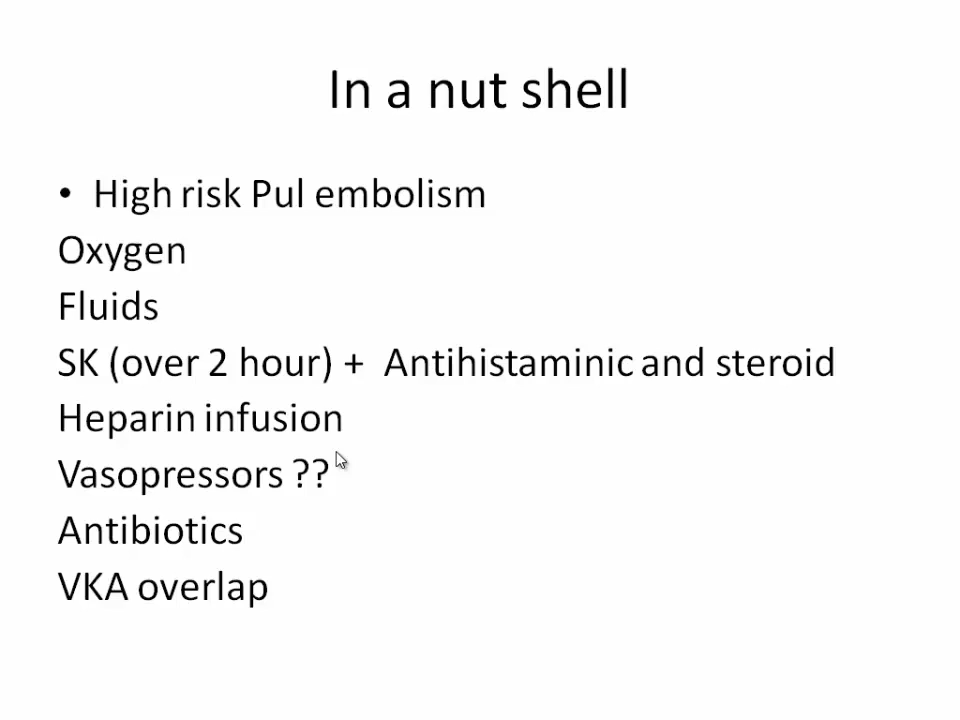 In a nut shell
• High risk Pul embolism
Oxygen
Fluids
SK (over 2 hour) + Antihistaminic and steroid
Heparin infusion
Vasopressors ??
Antibiotics
VKA overlap